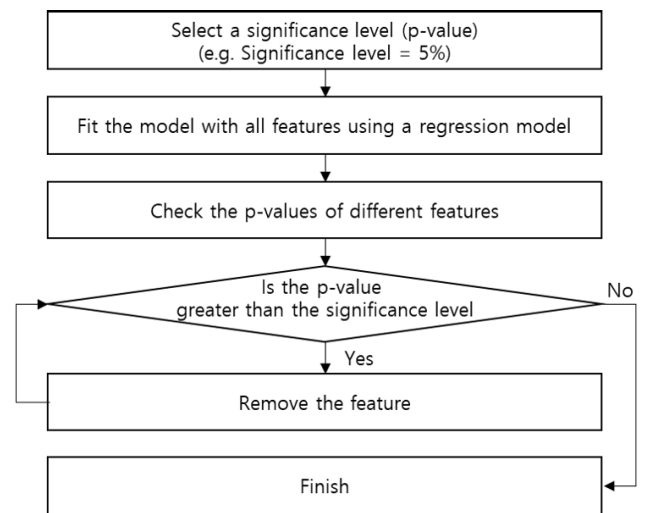 Select a significance level (p-value)
(e.g. Significance level = 5%)
Fit the model with all features using a regression model
Check the p-values of different features
Is the p-value
greater than the significance level
No
Yes
Remove the feature
Finish